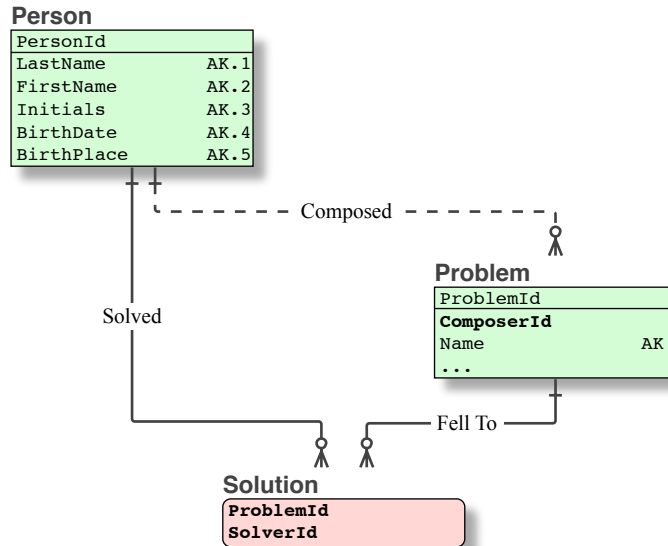 Person
PersonId
LastName AK.1
FirstName AK.2
Initials AK.3
BirthDate AK.4
BirthPlace AK.5
Composed
Problem
ProblemId
ComposerId
Name AK
...
Solved
Fell To
Solution
ProblemId
SolverId